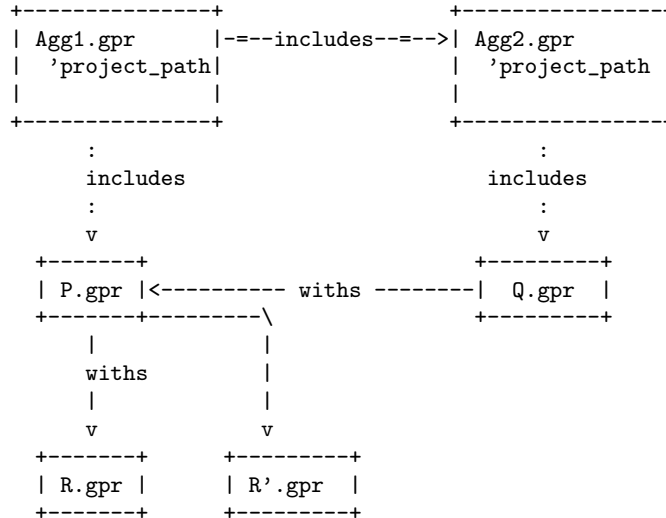 +---------------+                  +----------------
| Agg1.gpr      |-=--includes--=-->| Agg2.gpr
|  'project_path|                  |  'project_path
|               |                  |
+---------------+                  +----------------
      :                                   :
      includes                        includes
      :                                   :
      v                                   v
  +-------+                          +---------+
  | P.gpr |<---------- withs --------|  Q.gpr  |
  +-------+---------\                +---------+
      |             |
      withs         |
      |             |
      v             v
  +-------+      +---------+
  | R.gpr |      | R'.gpr  |
  +-------+      +---------+